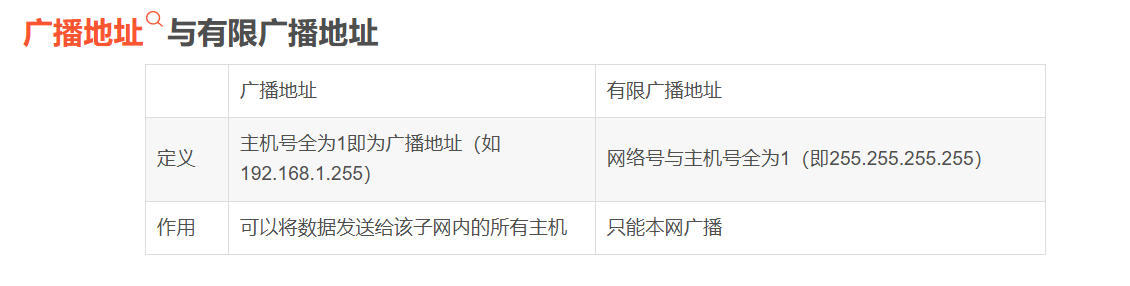 广播地址与有限广播地址
广播地址 有限广播地址
定义 主机号全为1即为广播地址（如
192.168.1.255） 网络号与主机号全为1（即255.255.255.255）
作用 可以将数据发送给该子网内的所有主机 只能本网广播